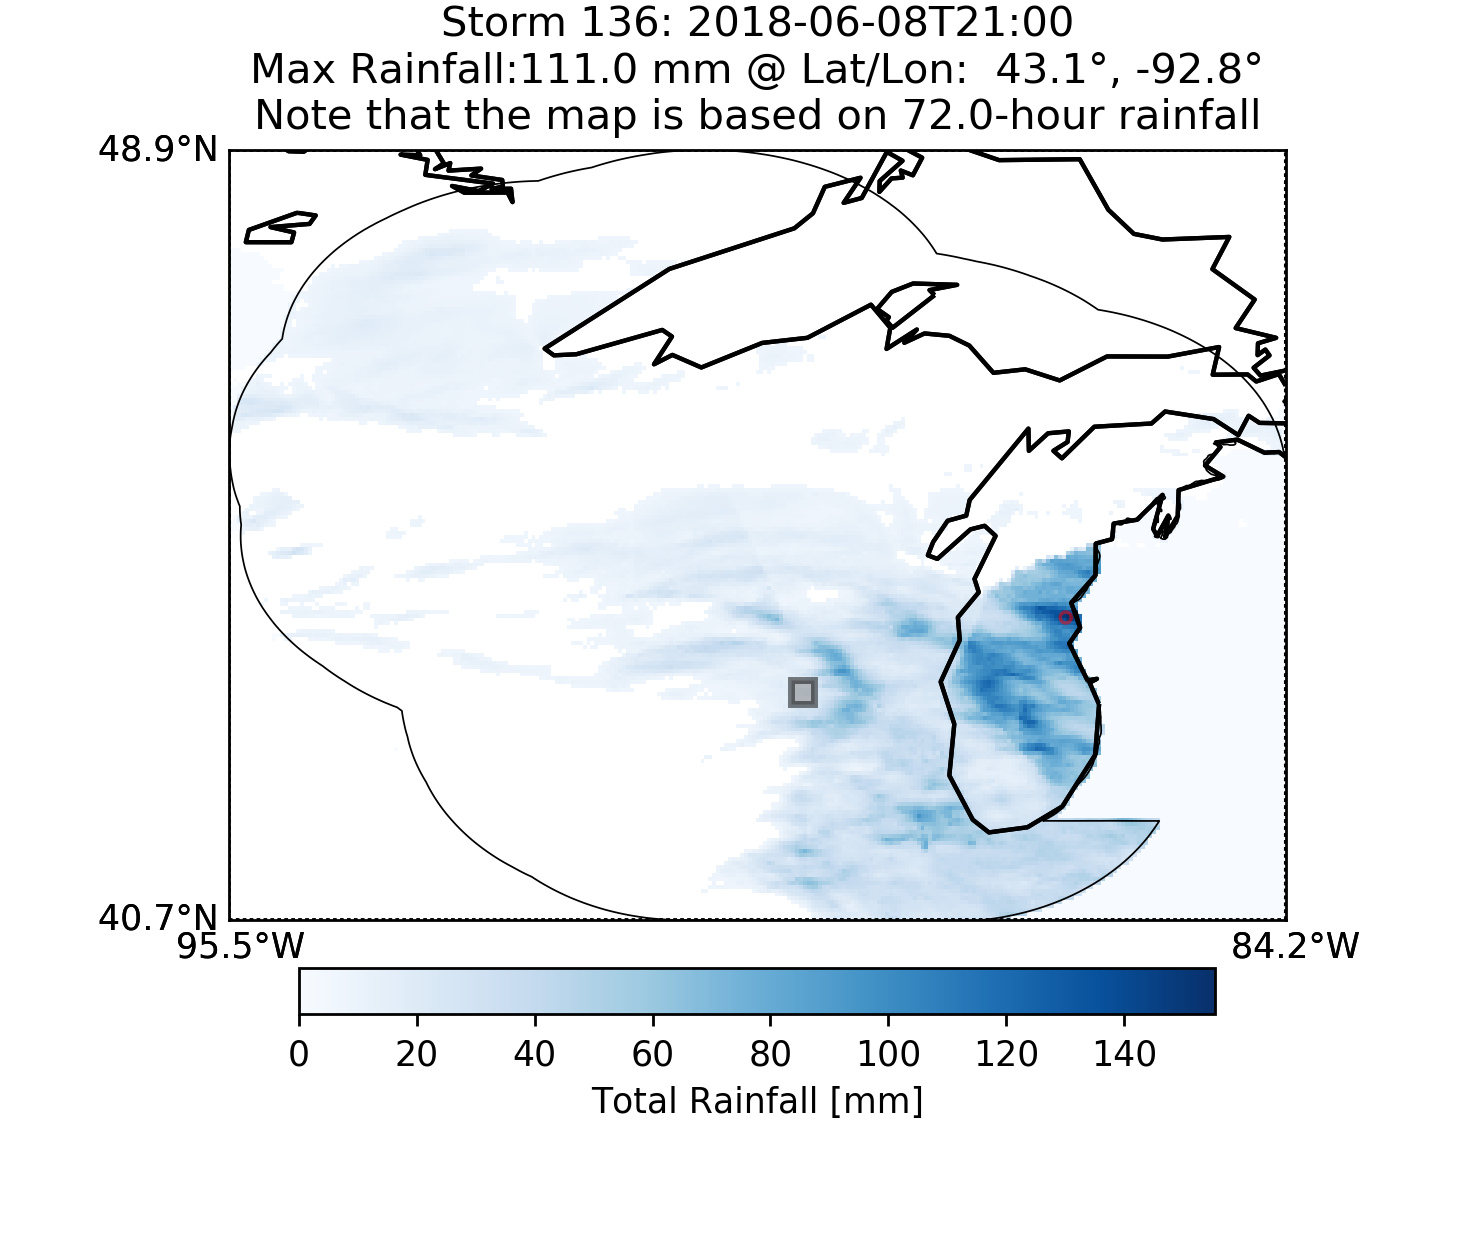 Storm 136: 2018-06-08T21:00
Max Rainfall:111.0 mm @ Lat/Lon:  43.1°, -92.8°
Note that the map is based on 72.0-hour rainfall
48.9°N
40.7°N
95.5°W 84.2°W
0 20 40 60 80 100 120 140
Total Rainfall [mm]